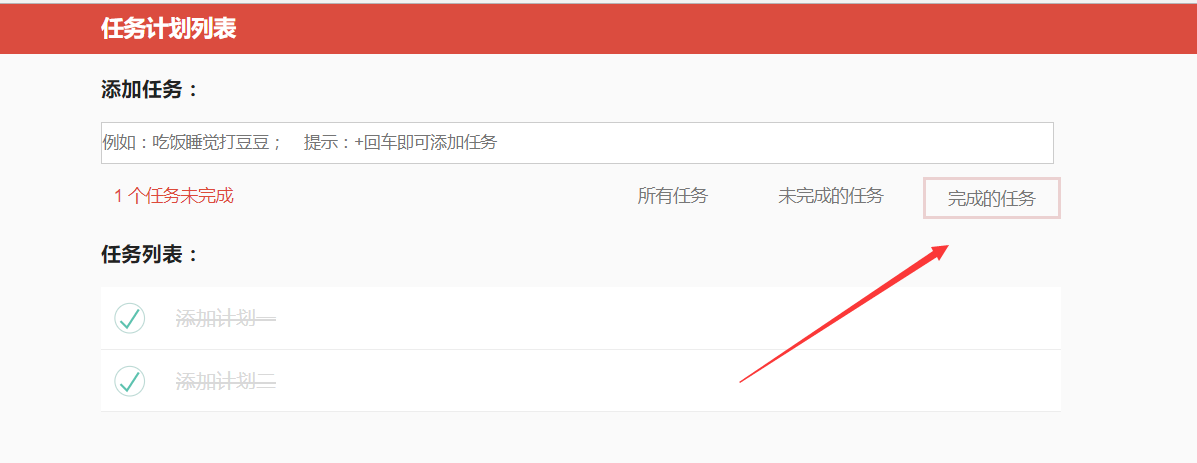 任务计划列表
添加任务：
例如：吃饭睡觉打豆豆； 提示：+回车即可添加任务
1 个任务未完成 所有任务 未完成的任务 完成的任务
任务列表：
添加计划一
添加计划二